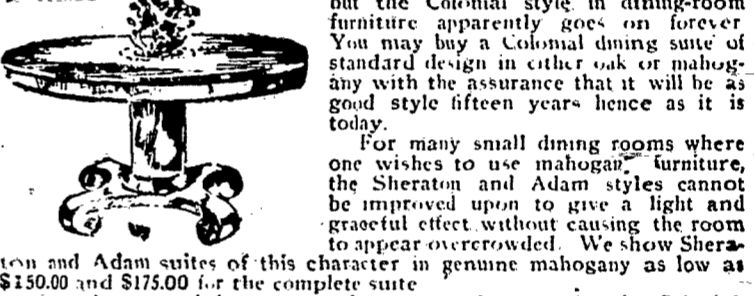 but the Colonial style in dining-room
furniture apparently goes on forever
You may buy a Colonial dining suite of
standard design in either oak or mahog-
any with the assurance that it will be as
good style fifteen years hence as it is
today.
For many small dining rooms where
one wishes to use mahogany furniture,
the Sheraton and Adam styles cannot
be improved upon to give a light and
graceful effect without causing the room
to appear overcrowded. We show Shera-
ton and Adam suites of this character in genuine mahogany as low as
$150.00 and $175.00 for the complete suite